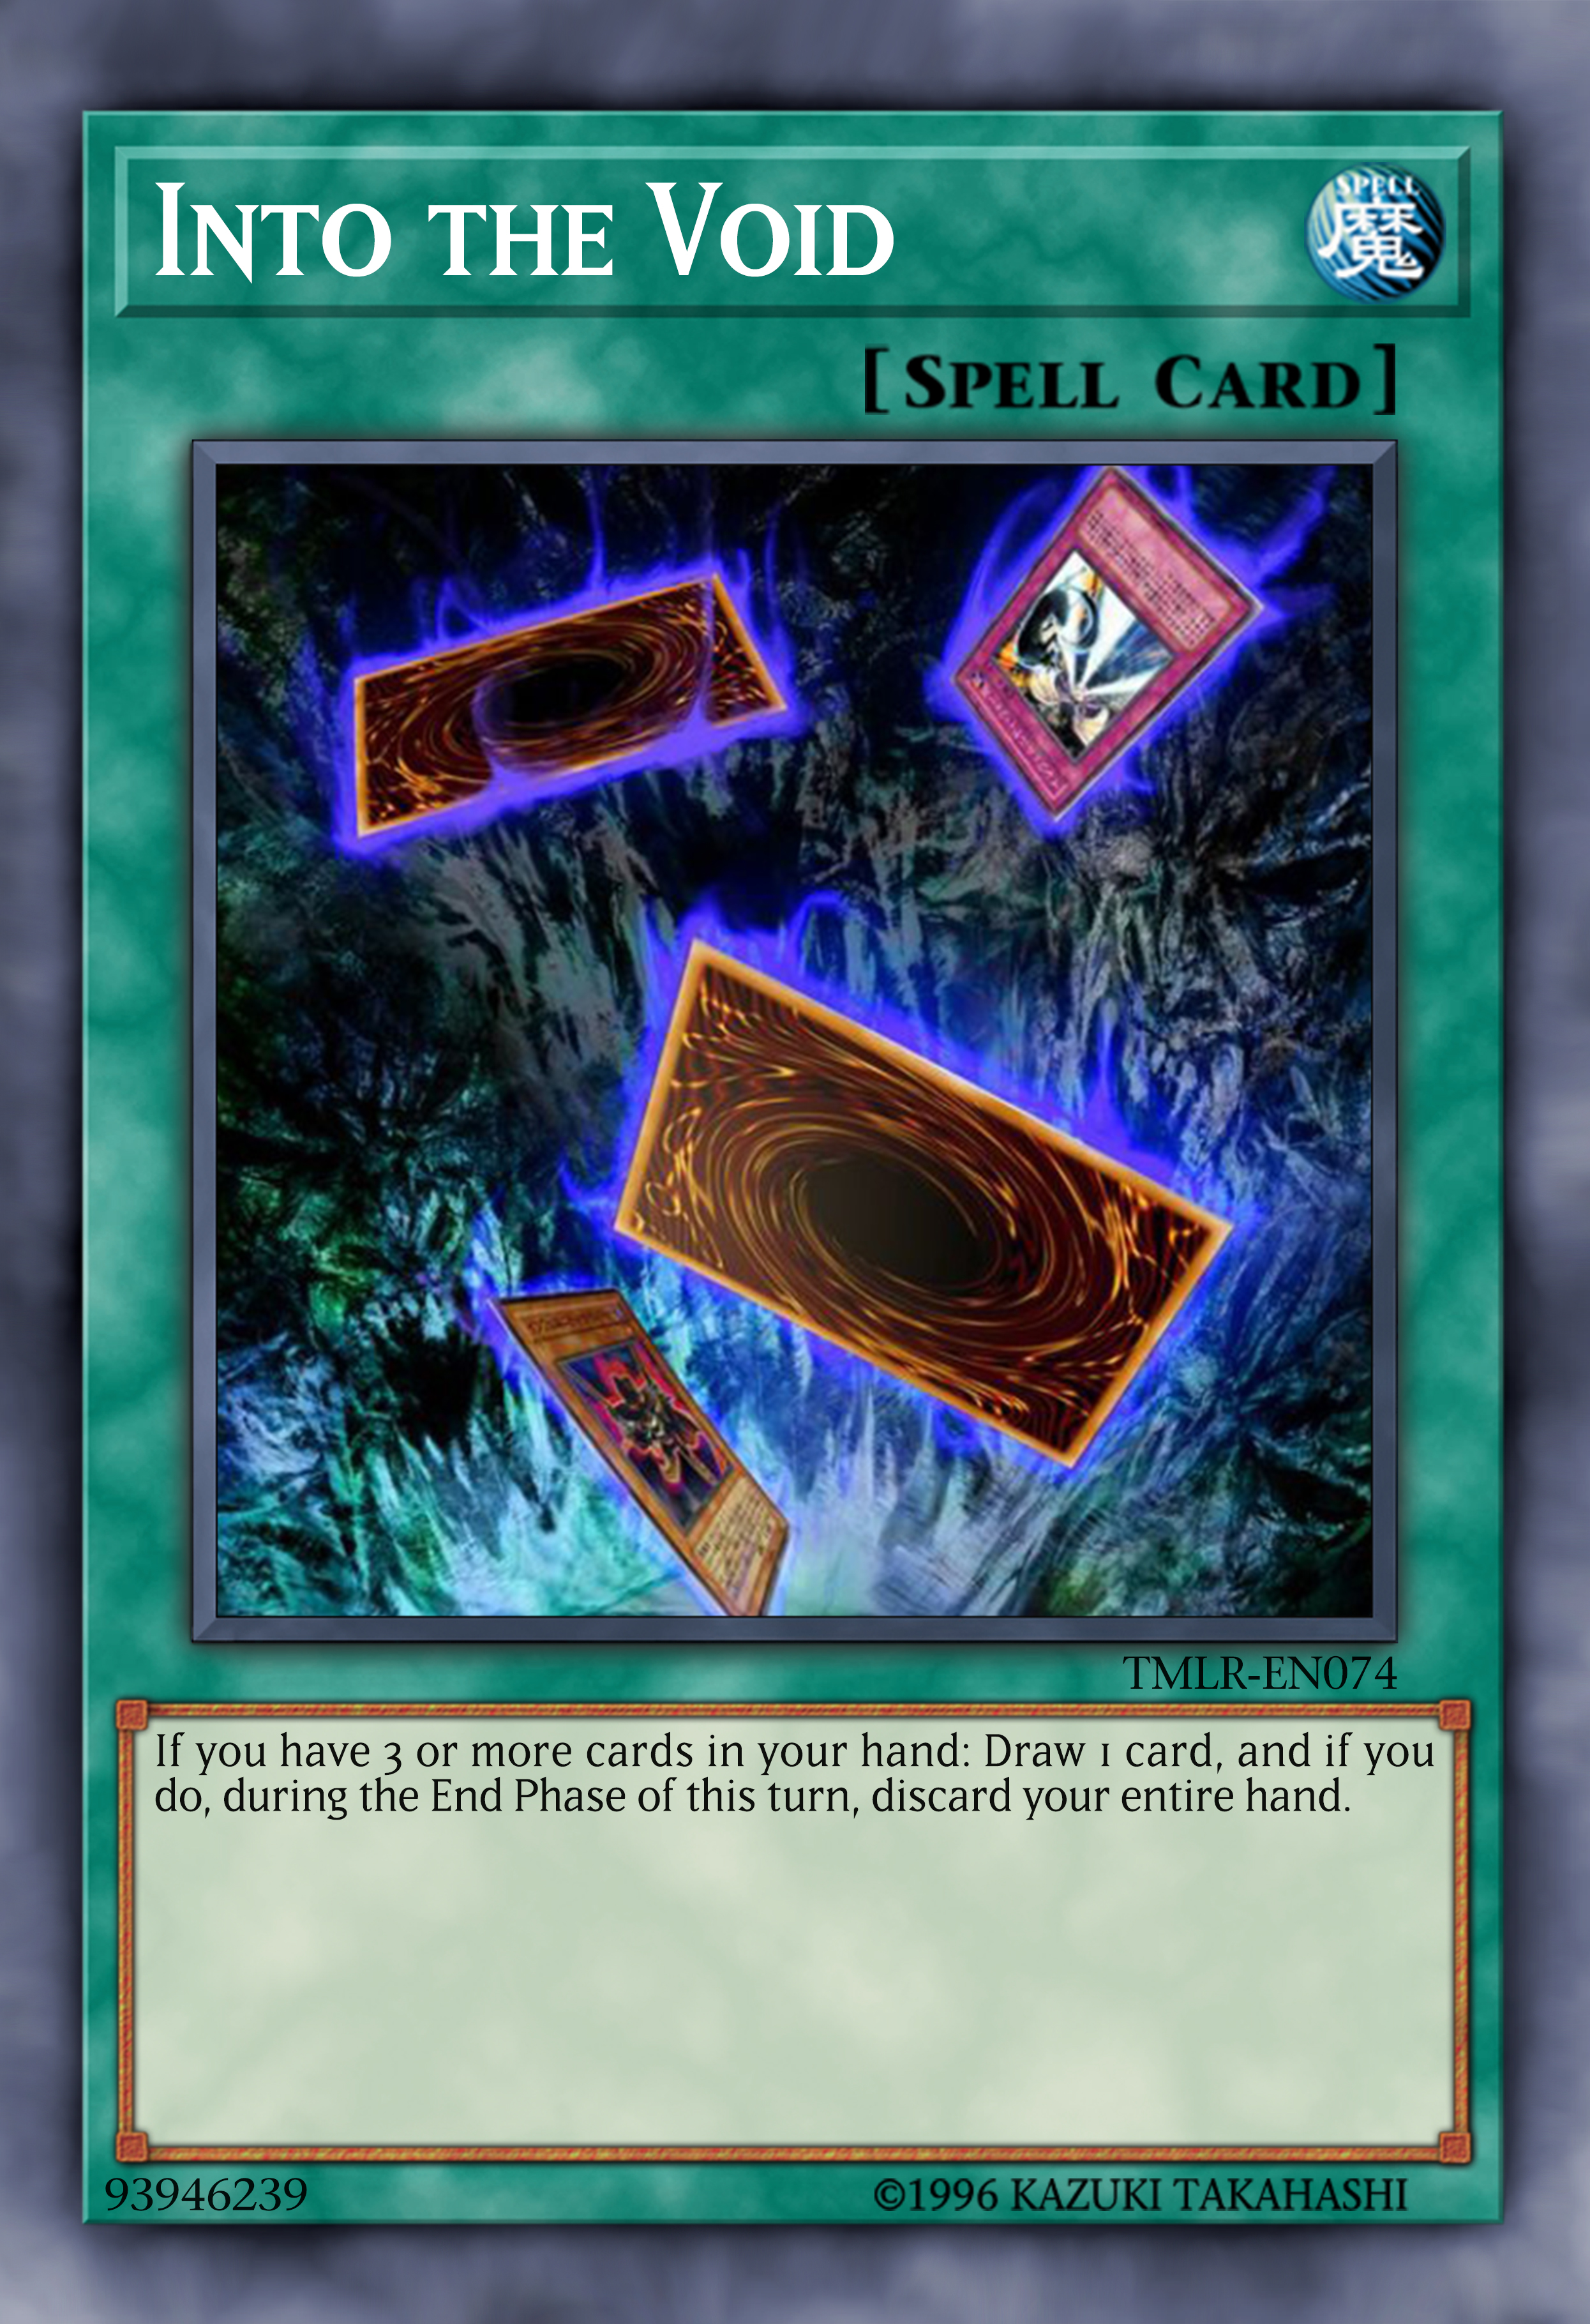 Into the Void
SPELL
魔
[Spell Card]
TMLR-EN074
If you have 3 or more cards in your hand: Draw 1 card, and if you
do, during the End Phase of this turn, discard your entire hand.
93946239
©1996 KAZUKI TAKAHASHI